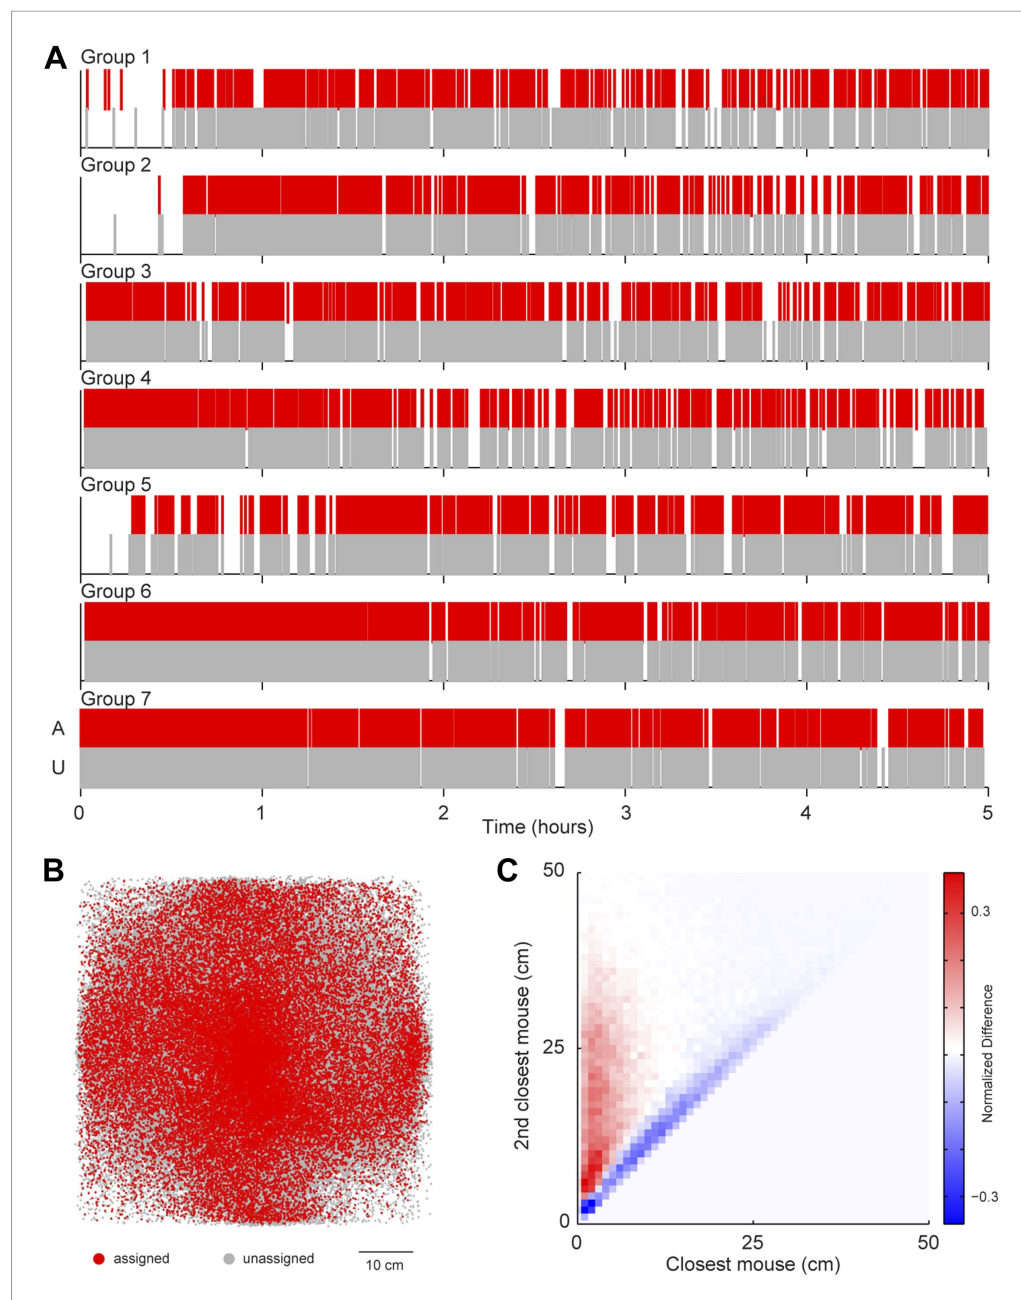 A
Group 1
Group 2
Group 3
Group 4
Group 5
Group 6
Group 7
A
U
0 1 2 3 4 5
Time (hours)
B
assigned unassigned 10 cm
C
50
25
0
2nd closest mouse (cm)
0 25 50
Closest mouse (cm)
0.3
−0.3
Normalized Difference